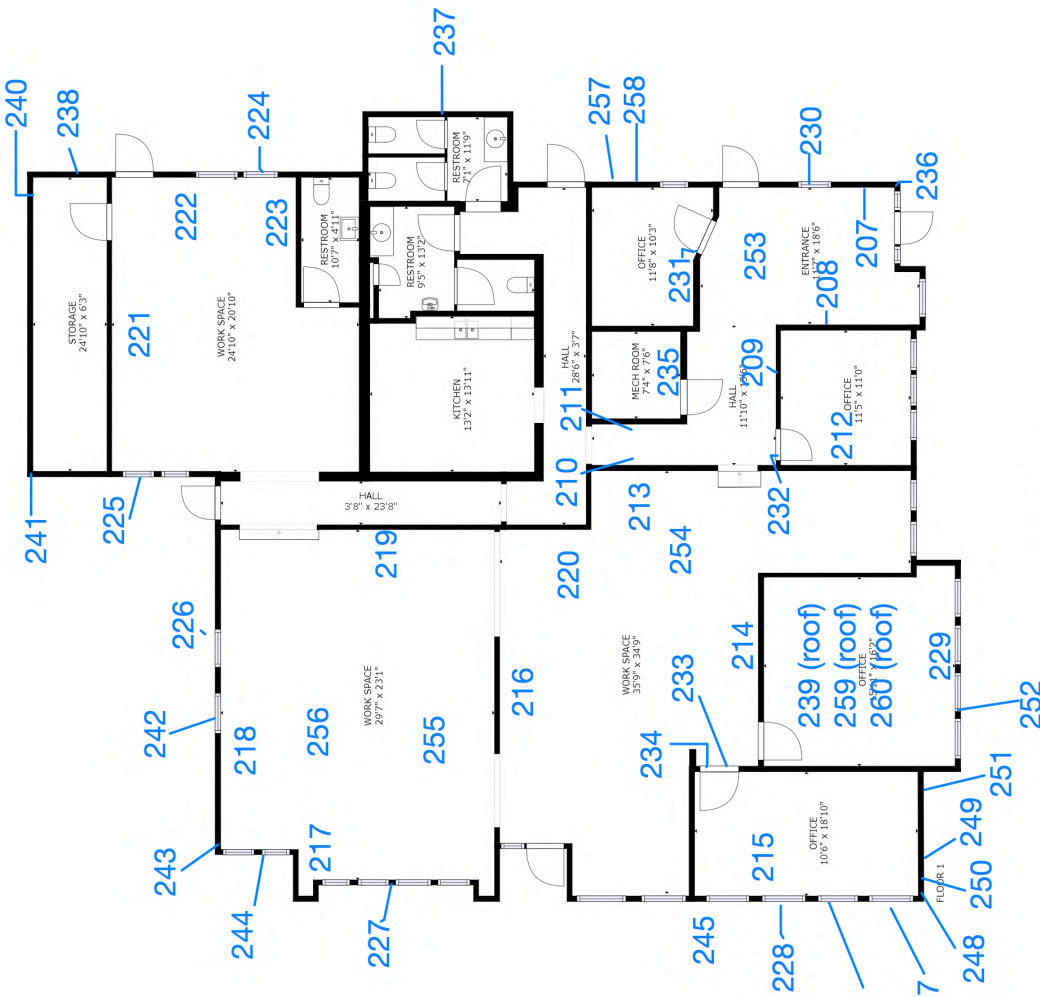 240
238
237
224
257
258
230
236
222
223
221
STORAGE
24'10" x 6'3"
WORK SPACE
24'10" x 20'10"
RESTROOM
10'7" x 4'11"
RESTROOM
7'1" x 11'9"
RESTROOM
9'5" x 13'2"
KITCHEN
13'2" x 13'11"
OFFICE
11'8" x 10'3"
231
253
ENTRANCE
x 18'6"
207
208
HALL
28'6" x 3'7"
MECH ROOM
7'4" x 7'6"
235
209
HALL
11'10" x
OFFICE
11'5" x 11'0"
212
211
210
232
241
225
HALL
3'8" x 23'8"
213
219
220
254
226
242
218
256
255
WORK SPACE
29'7" x 23'1"
216
WORK SPACE
35'9" x 34'9"
214
233
234
239 (roof)
259 (roof)
260 (roof)
OFFICE
x 16'2"
229
252
243
244
217
227
215
OFFICE
10'6" x 18'10"
251
249
250
248
FLOOR 1
245
228
7